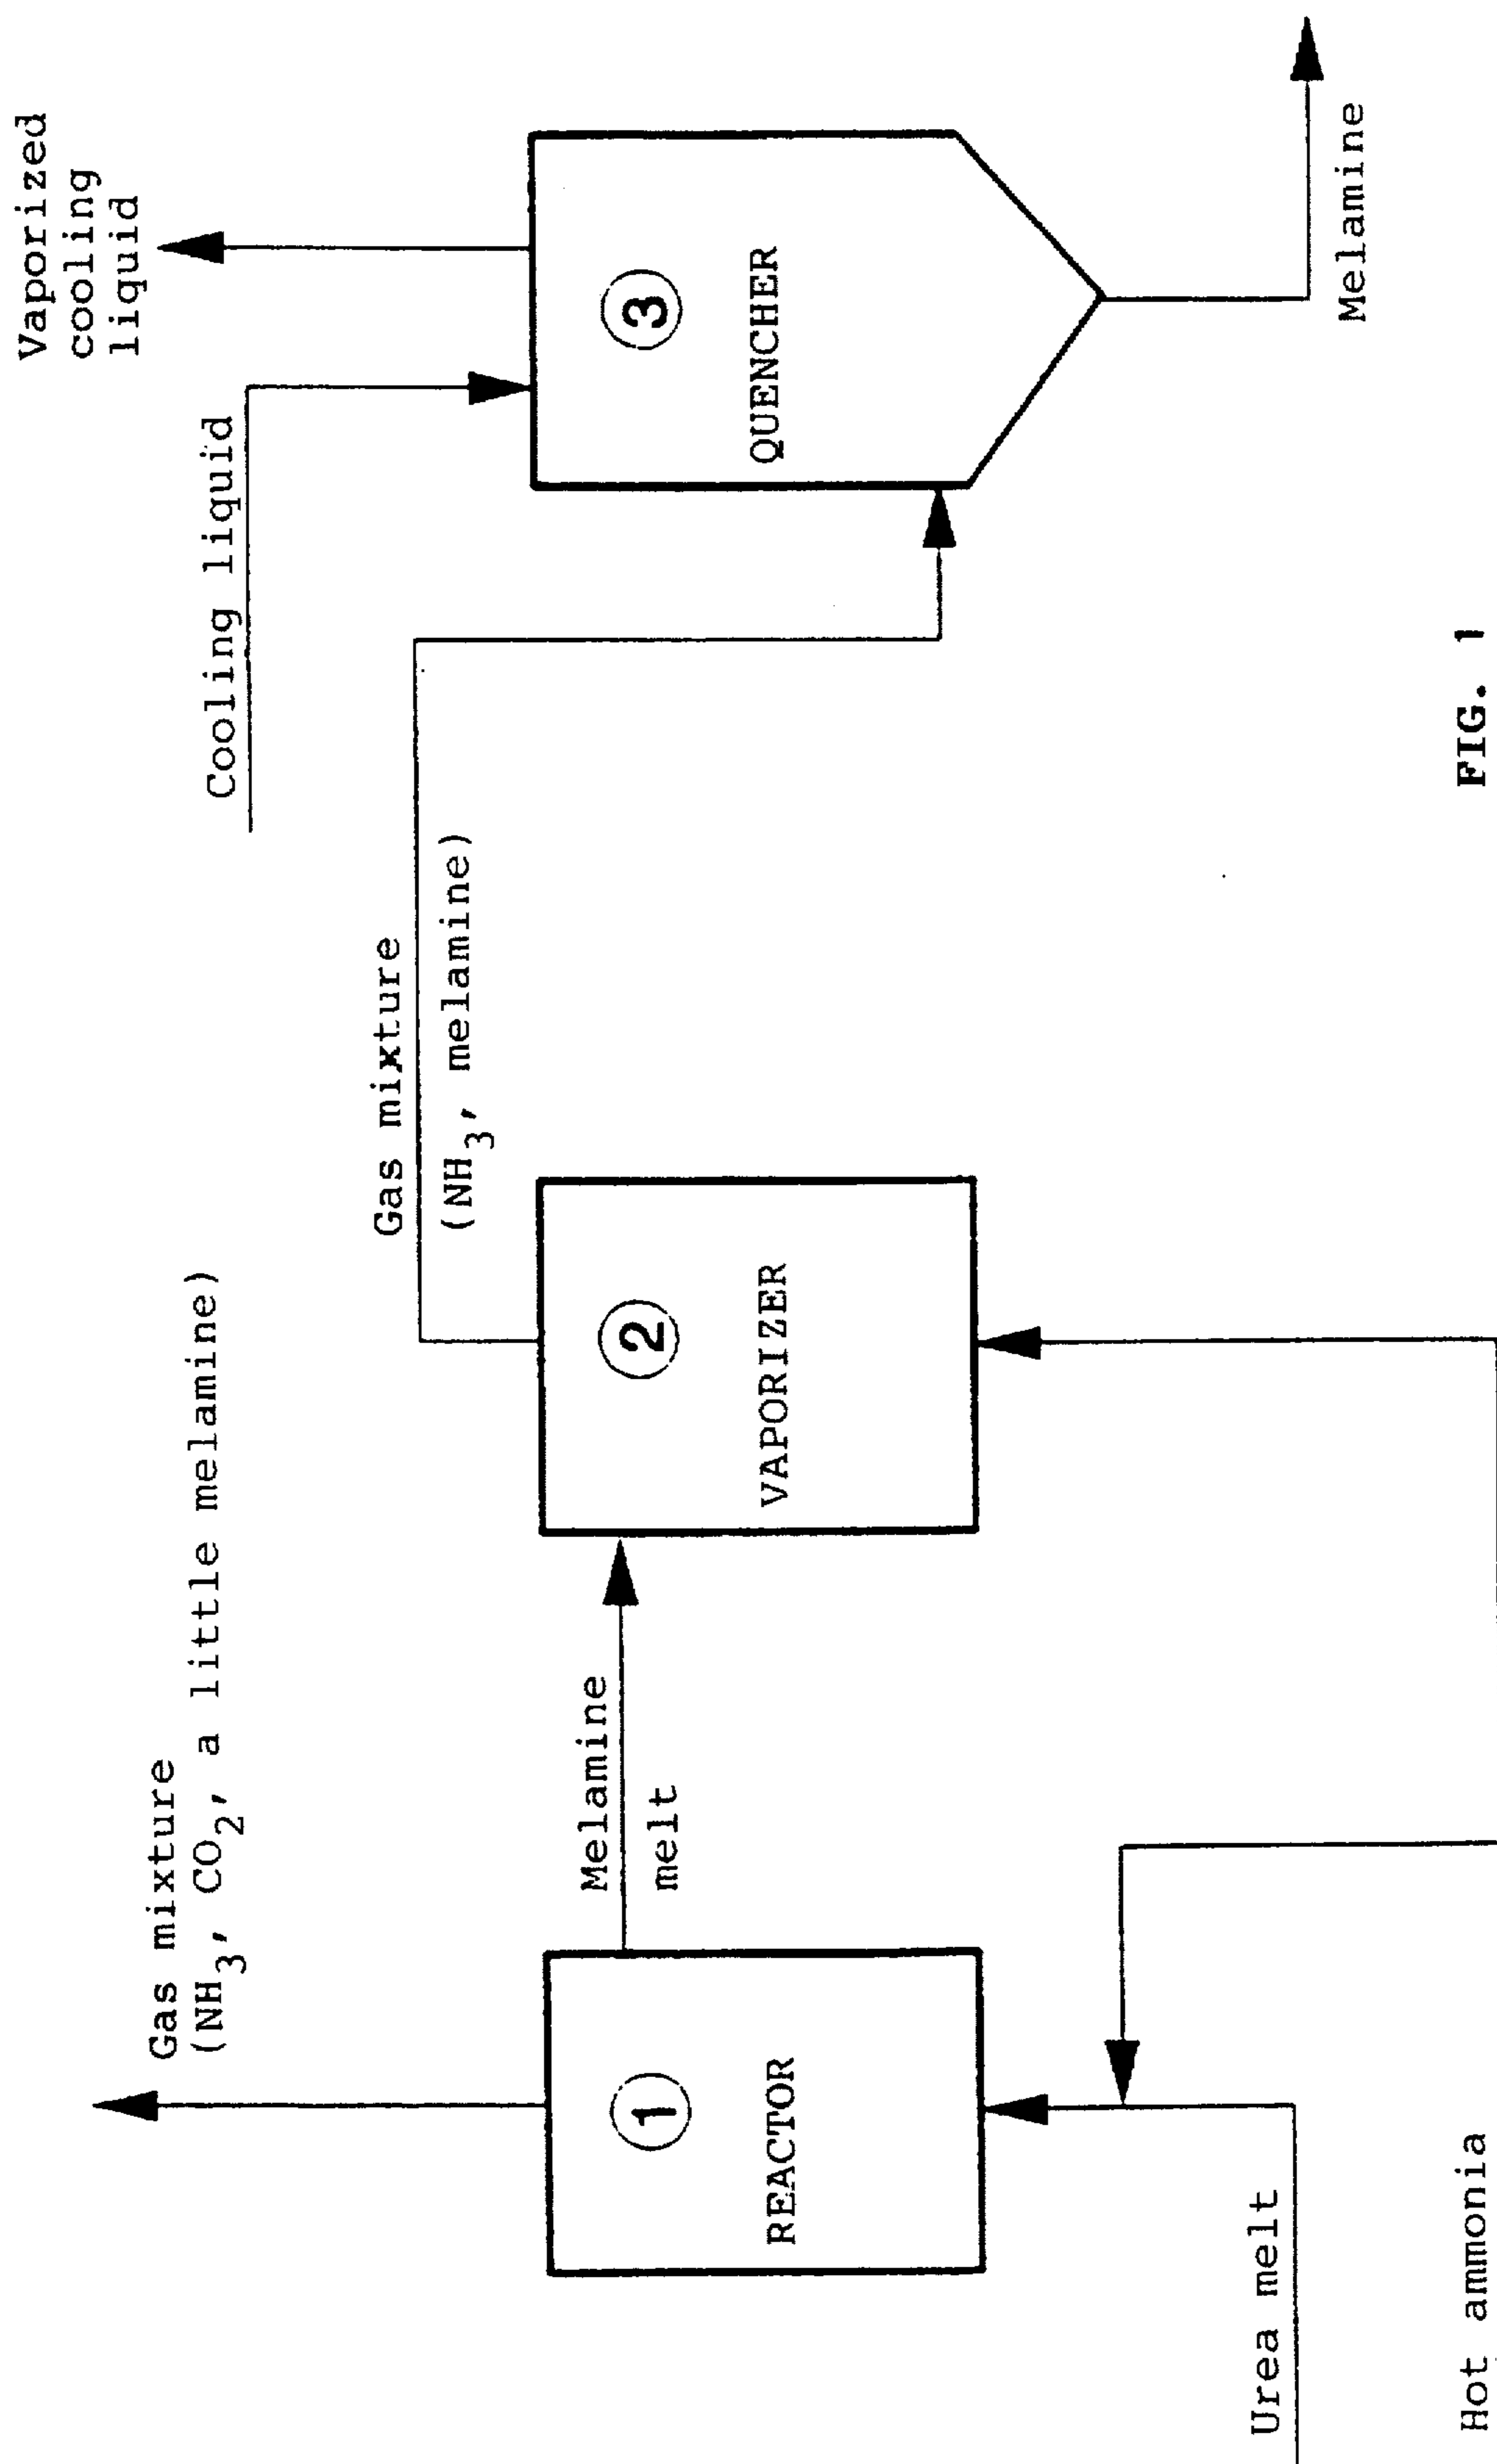 Gas mixture
(NH3, CO2, a little melamine)
Vaporized
cooling
liquid
Cooling liquid
Gas mixture
(NH3, melamine)
Melamine
melt
1
REACTOR
2
VAPORIZER
3
QUENCHER
Urea melt
Melamine
Hot ammonia
FIG. 1